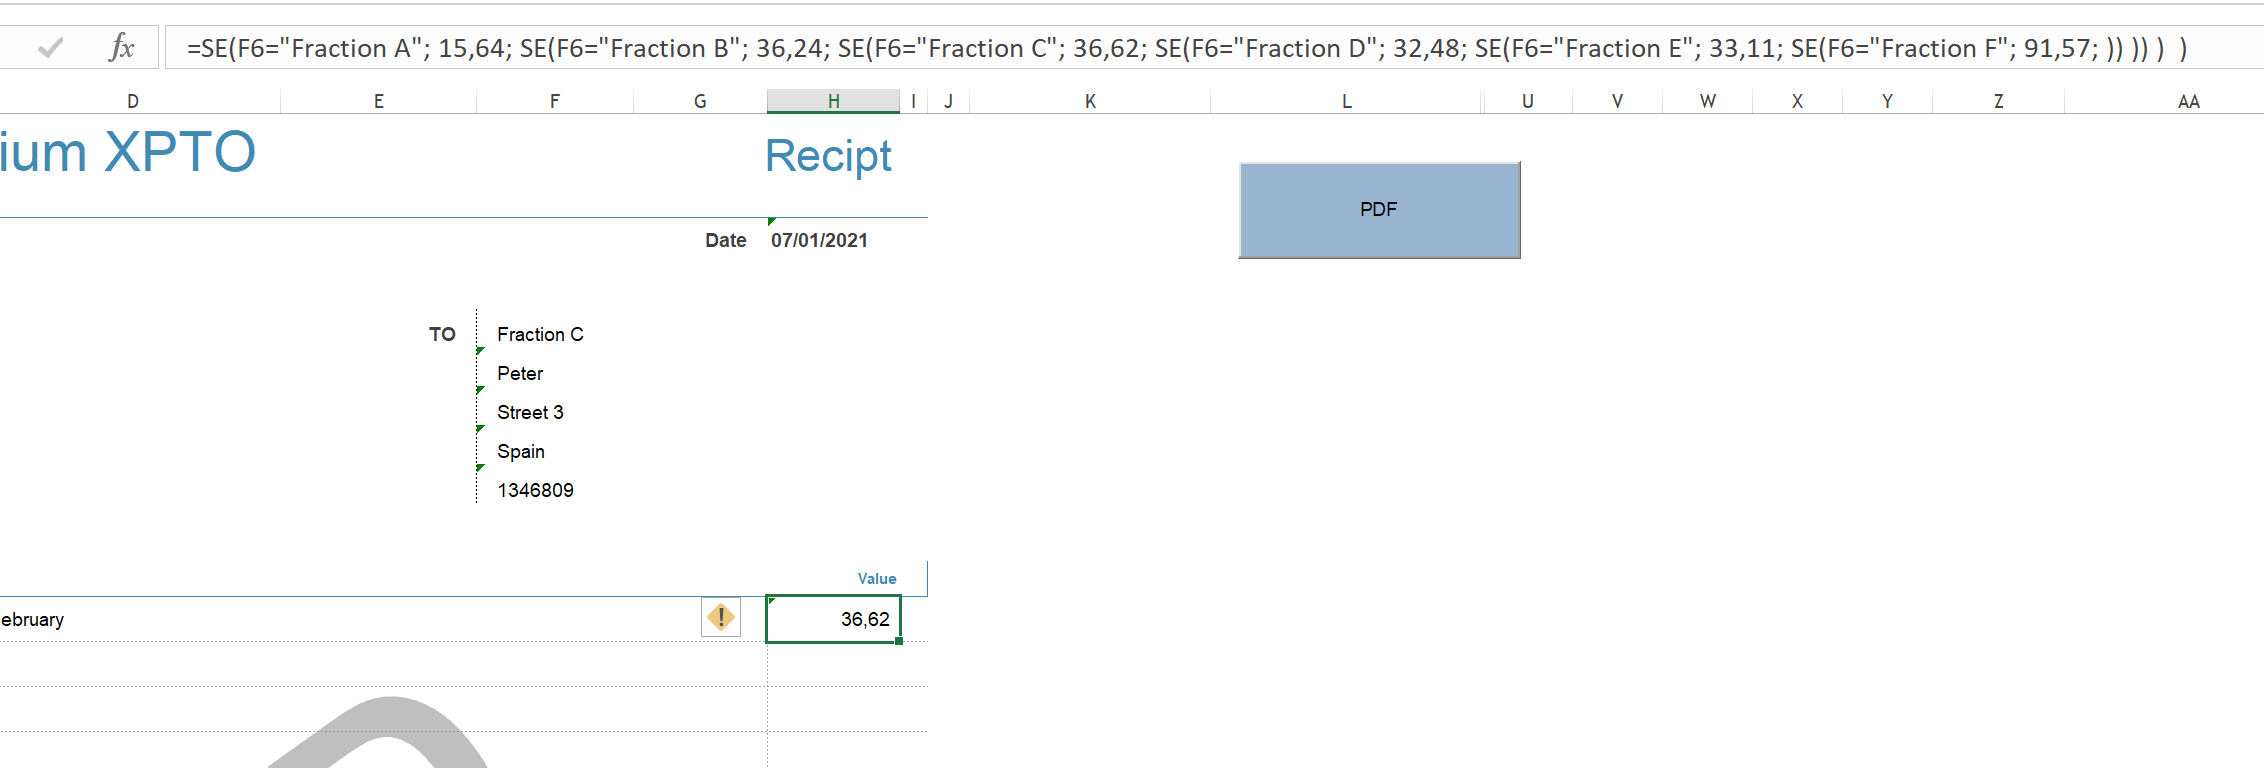 fx =SE(F6="Fraction A"; 15,64; SE(F6="Fraction B"; 36,24; SE(F6="Fraction C"; 36,62; SE(F6="Fraction D"; 32,48; SE(F6="Fraction E"; 33,11; SE(F6="Fraction F"; 91,57; )) )) ) )
D E F G H I J K L U V W X Y Z AA
ium XPTO Recipt
PDF
Date 07/01/2021
TO Fraction C
Peter
Street 3
Spain
1346809
Value
ebruary ! 36,62